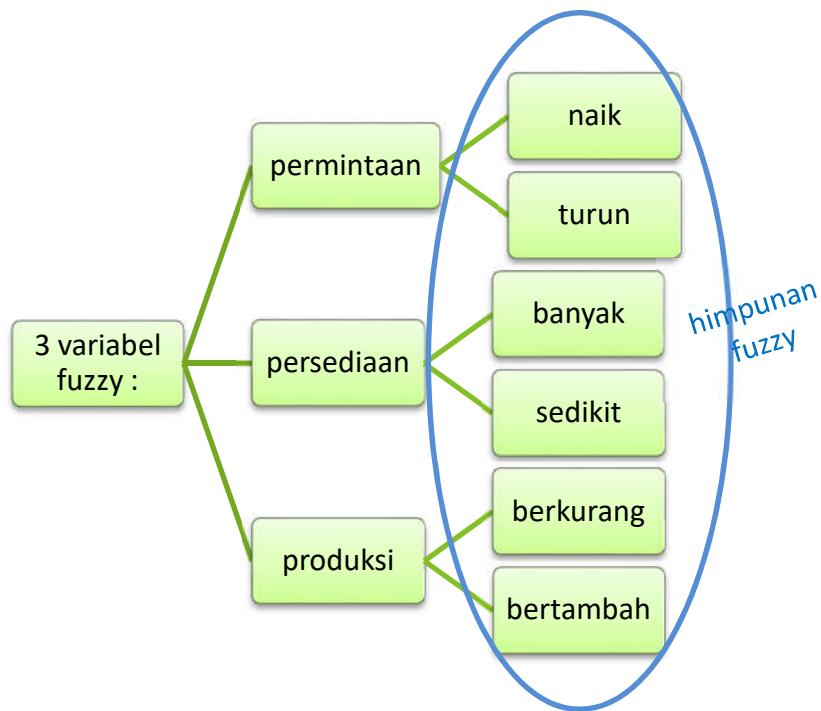 3 variabel
fuzzy :
permintaan
naik
turun
persediaan
banyak
sedikit
produksi
berkurang
bertambah
himpunan
fuzzy